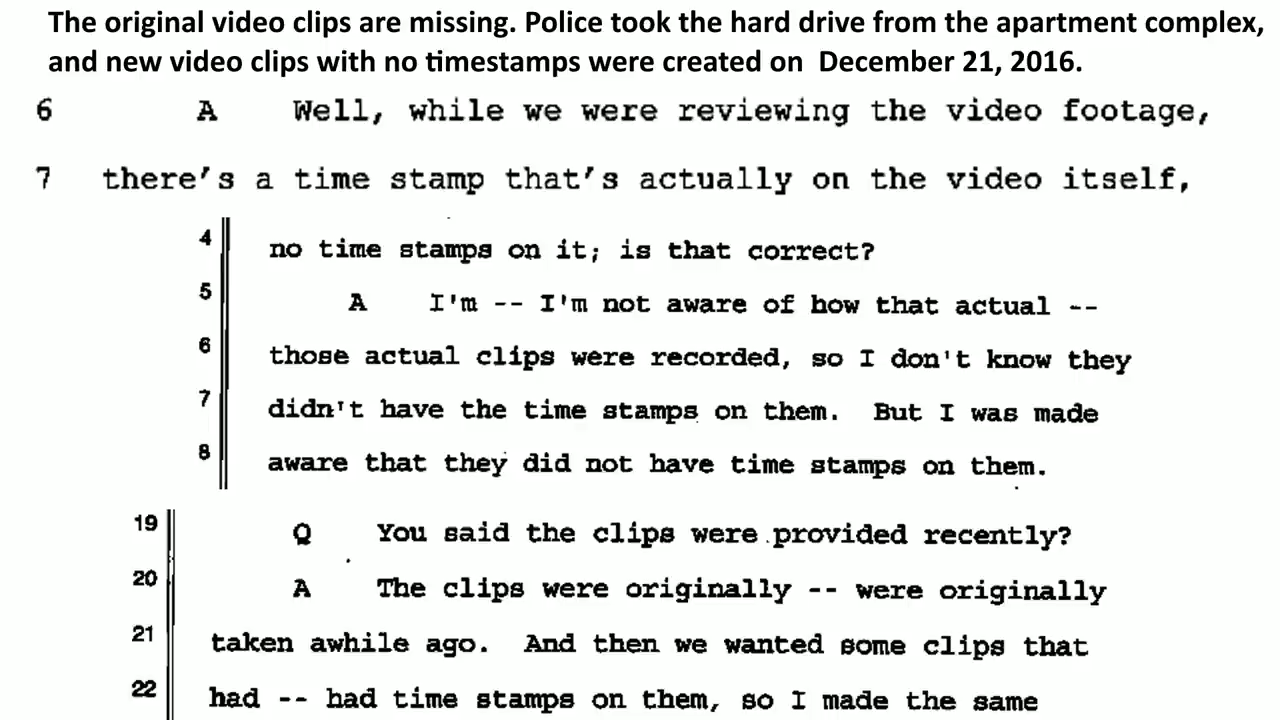 The original video clips are missing. Police took the hard drive from the apartment complex,
and new video clips with no timestamps were created on December 21, 2016.
6 A Well, while we were reviewing the video footage,
7 there's a time stamp that's actually on the video itself,
4 no time stamps on it; is that correct?
5 A I'm -- I'm not aware of how that actual --
6 those actual clips were recorded, so I don't know they
7 didn't have the time stamps on them. But I was made
8 aware that they did not have time stamps on them.
19 Q You said the clips were provided recently?
20 A The clips were originally -- were originally
21 taken awhile ago. And then we wanted some clips that
22 had -- had time stamps on them, so I made the same